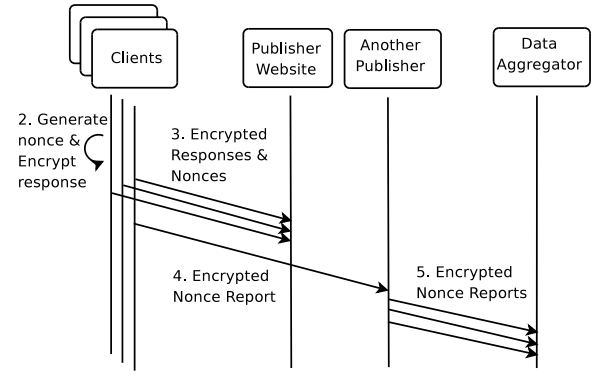 Clients
Publisher
Website
Another
Publisher
Data
Aggregator
2. Generate
nonce &
Encrypt
response
3. Encrypted
Responses &
Nonces
4. Encrypted
Nonce Report
5. Encrypted
Nonce Reports